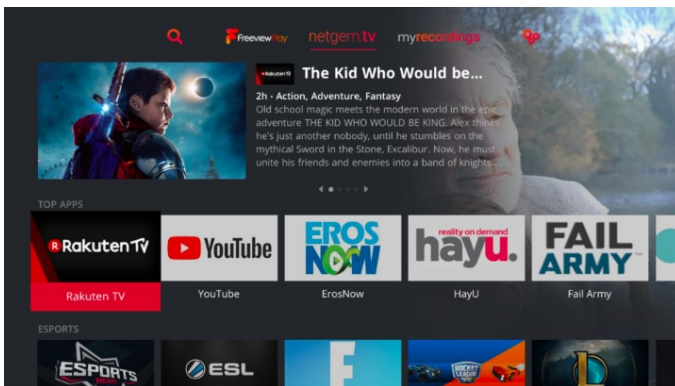 FreeviewPlay
netgem.tv
myrecordings
Rakuten TV
The Kid Who Would be...
2h • Action, Adventure, Fantasy
Old school magic meets the modern world in the epic
adventure THE KID WHO WOULD BE KING. Alex thinks
he's just another nobody, until he stumbles on the
mythical Sword in the Stone, Excalibur. Now, he must
unite his friends and enemies into a band of knights...
TOP APPS
Rakuten TV
YouTube
EROS
NOW
reality on demand
hayu.
FAIL
ARMY
Rakuten TV
YouTube
ErosNow
HayU
Fail Army
ESPORTS
ESPORTS
ESL
F
ROCKET
LEAGUE